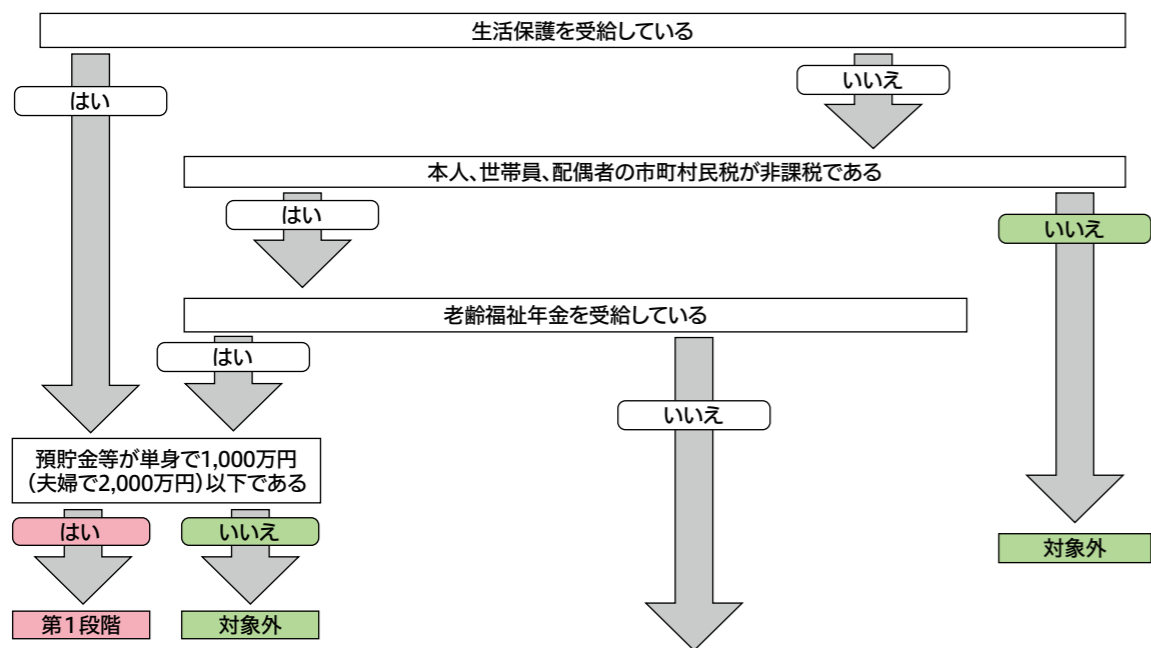 生活保護を受給している
はい
いいえ
本人、世帯員、配偶者の市町村民税が非課税である
はい
いいえ
老齢福祉年金を受給している
はい
いいえ
預貯金等が単身で1,000万円
（夫婦で2,000万円）以下である
はい
いいえ
対象外
第1段階
対象外